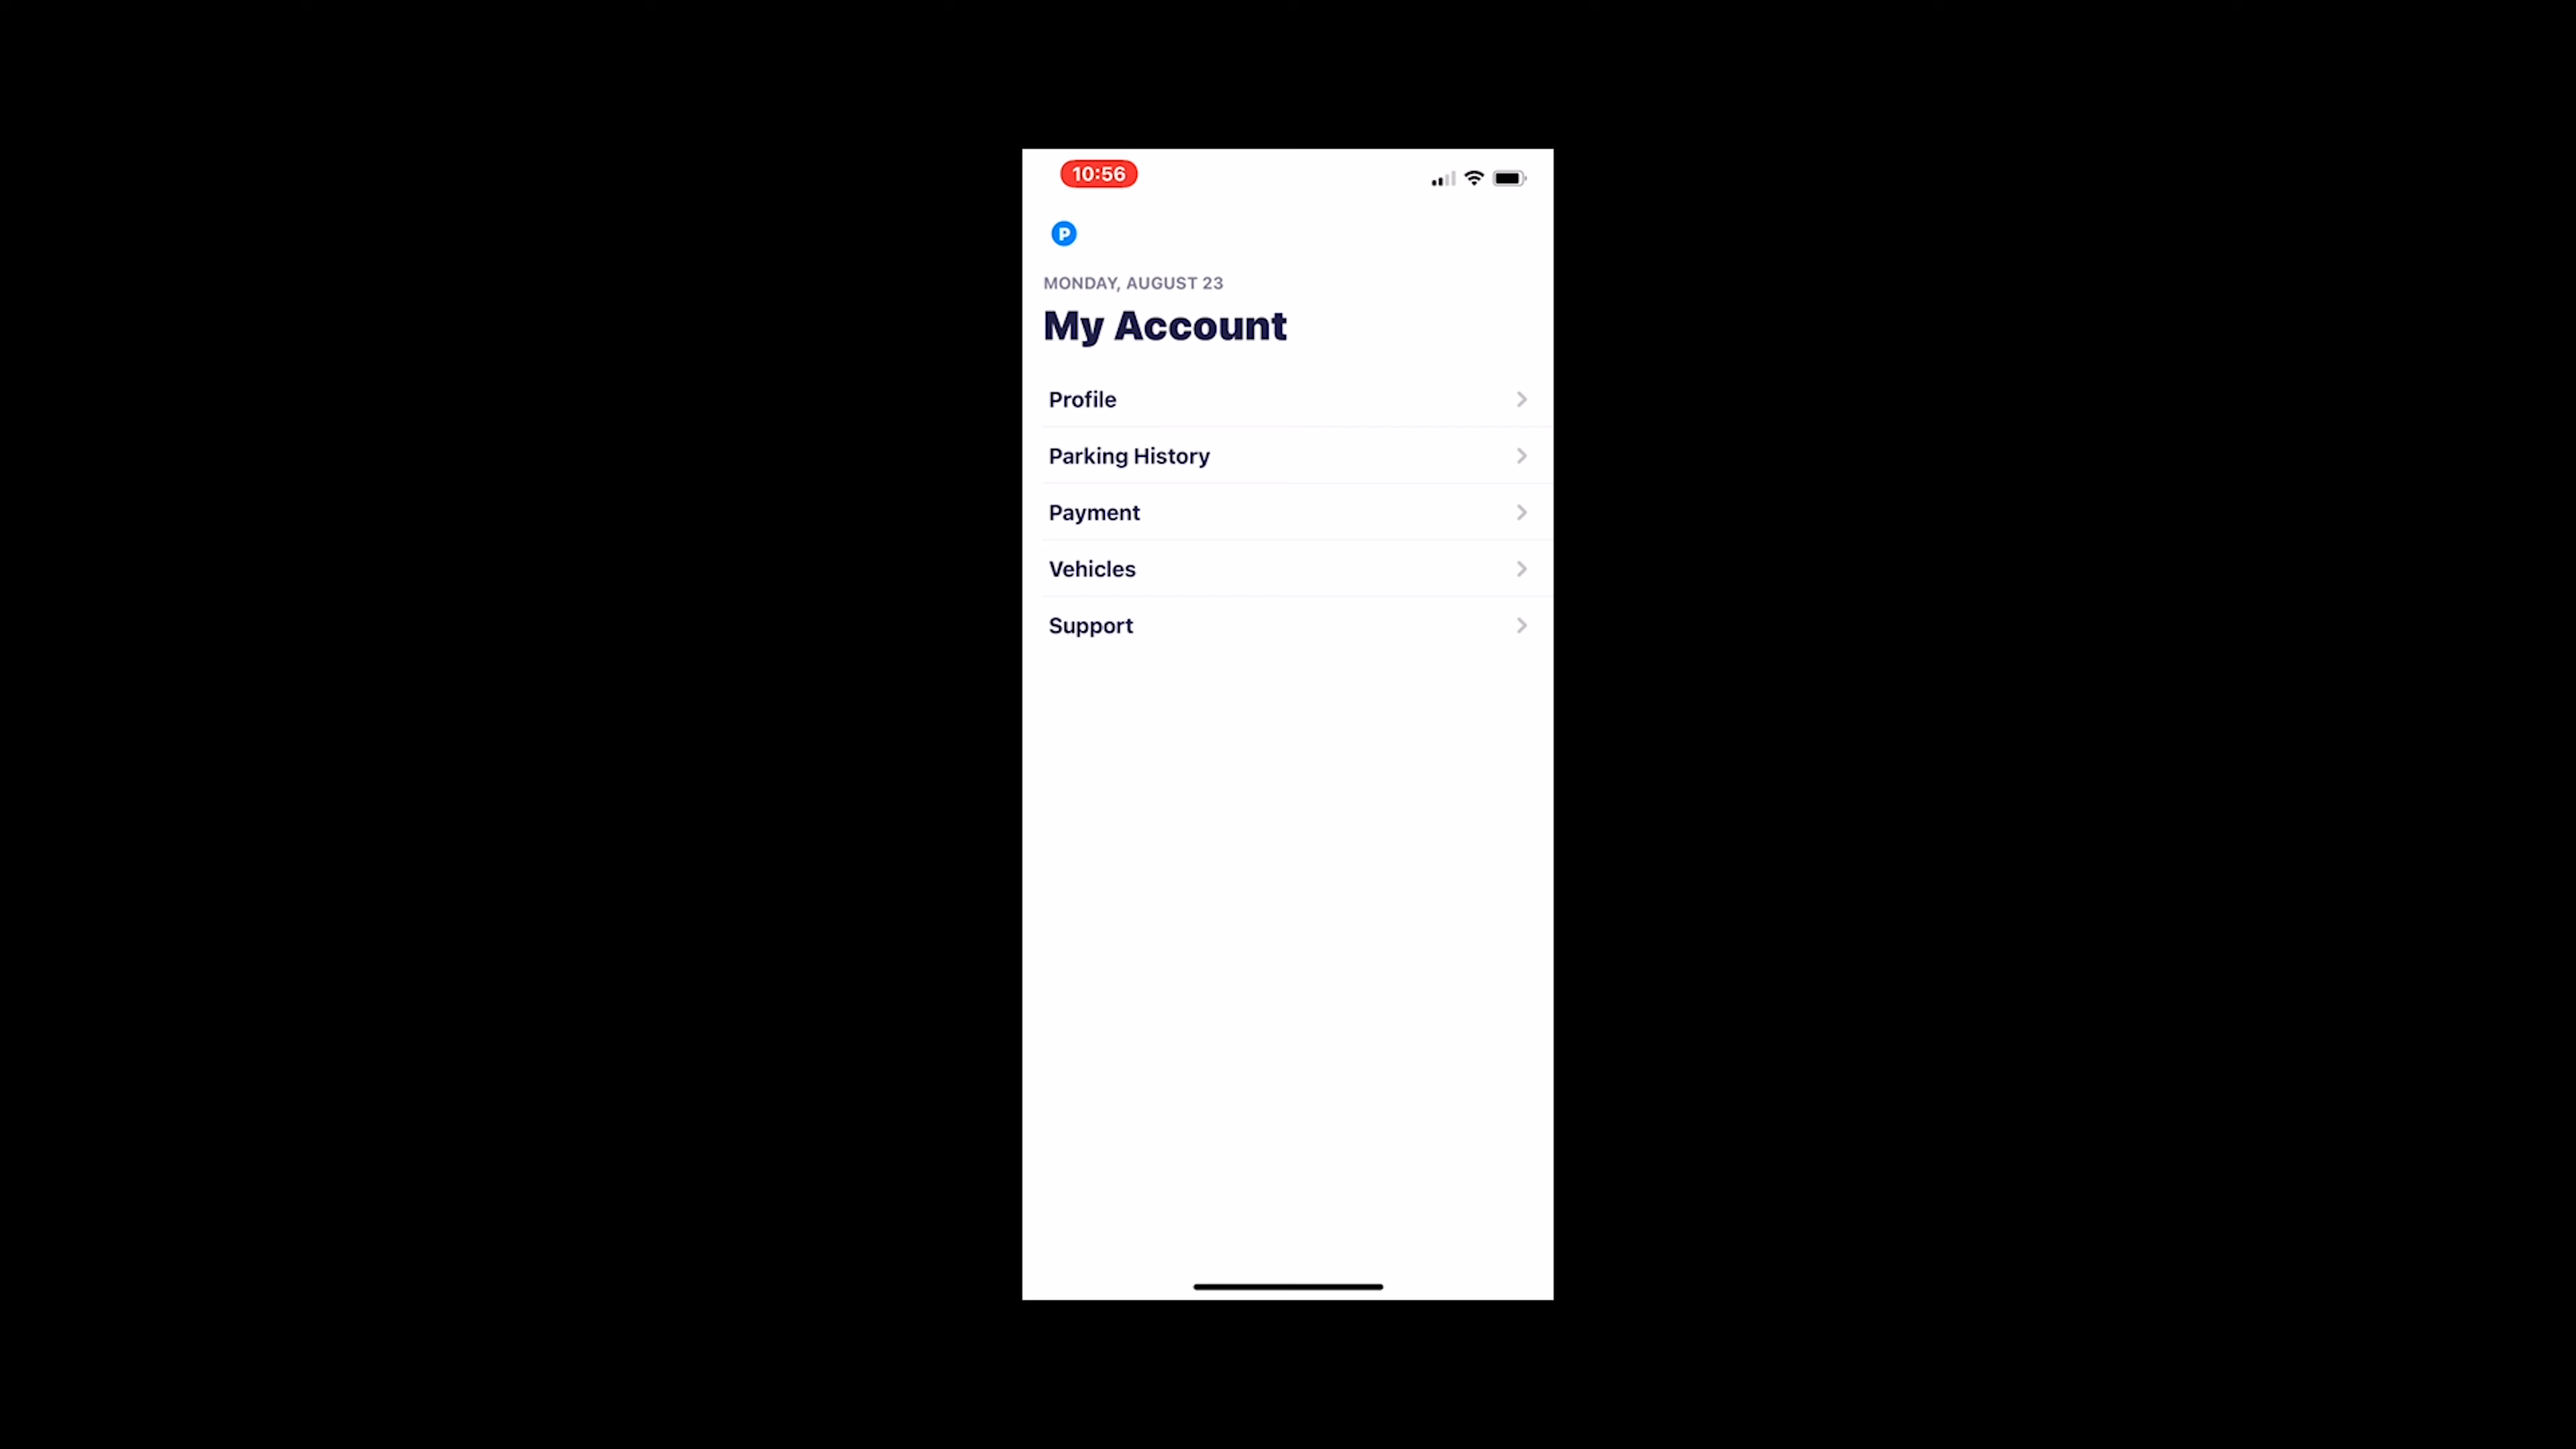 10:56
P
MONDAY, AUGUST 23
My Account
Profile
Parking History
Payment
Vehicles
Support